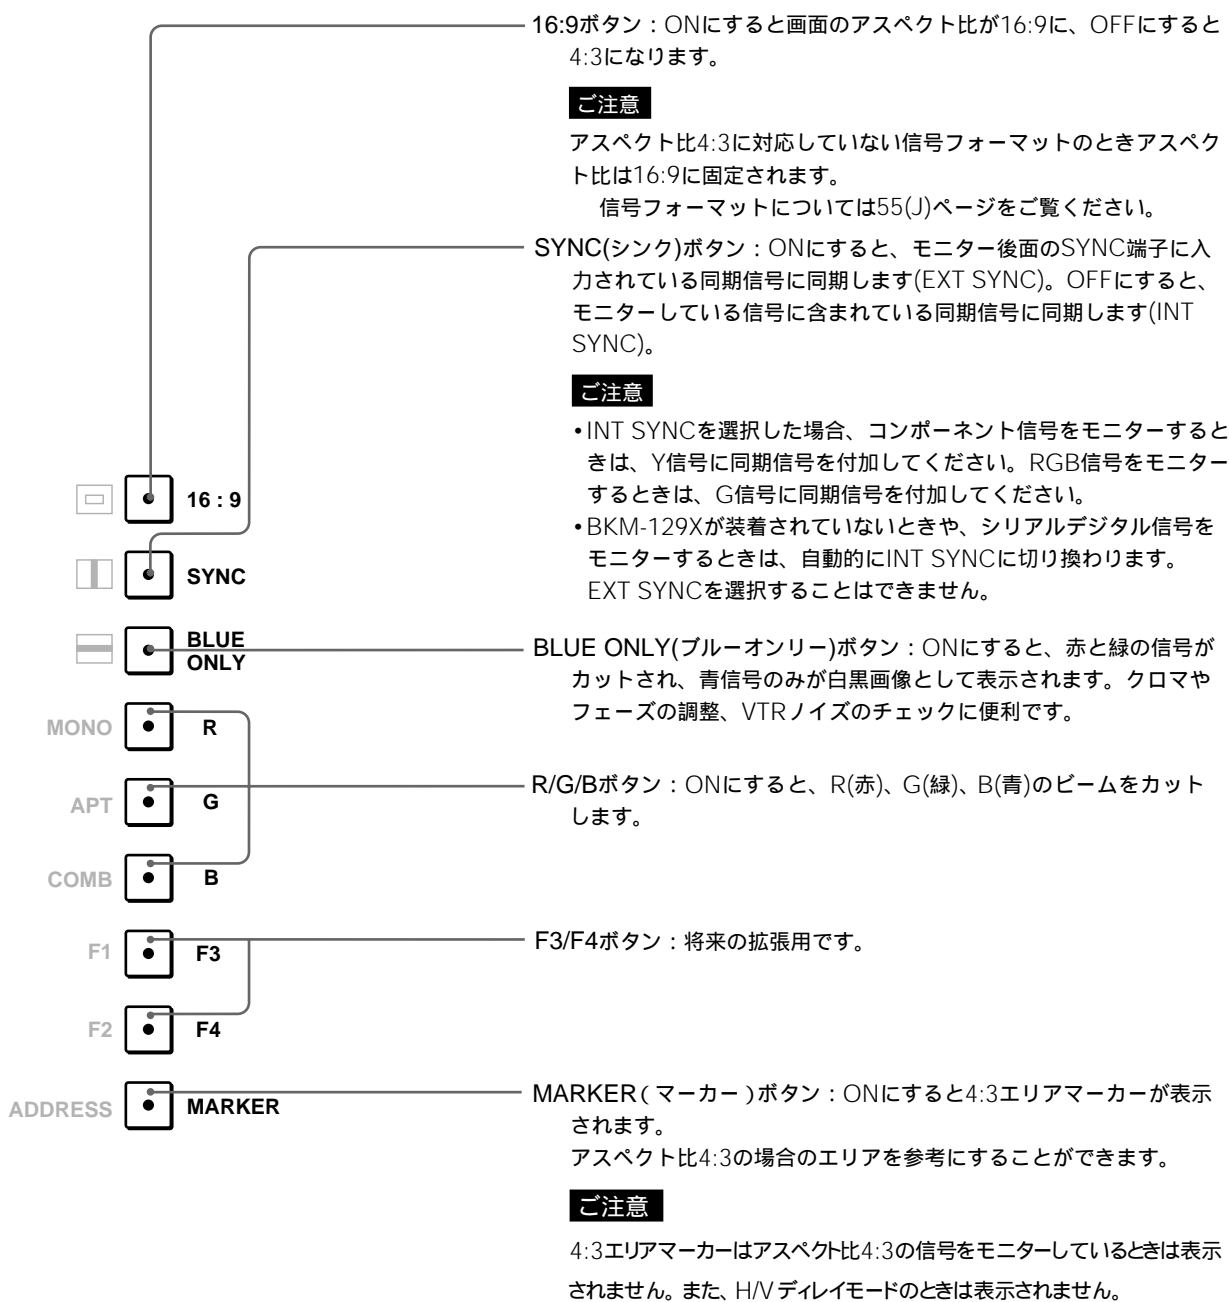 16:9ボタン：ONにすると画面のアスペクト比が16:9に、OFFにすると
4:3になります。
ご注意
アスペクト比4:3に対応していない信号フォーマットのときアスペク
ト比は16:9に固定されます。
信号フォーマットについては55(J)ページをご覧ください。
SYNC(シンク)ボタン：ONにすると、モニター後面のSYNC端子に入
力されている同期信号に同期します(EXT SYNC)。OFFにすると、
モニターしている信号に含まれている同期信号に同期します(INT
SYNC)。
ご注意
•INT SYNCを選択した場合、コンポーネント信号をモニターすると
きは、Y信号に同期信号を付加してください。RGB信号をモニター
するときは、G信号に同期信号を付加してください。
•BKM-129Xが装着されていないときや、シリアルデジタル信号を
モニターするときは、自動的にINT SYNCに切り換わります。
EXT SYNCを選択することはできません。
16 : 9
SYNC
BLUE
ONLY
BLUE ONLY(ブルーオンリー)ボタン：ONにすると、赤と緑の信号が
カットされ、青信号のみが白黒画像として表示されます。クロマや
フェーズの調整、VTRノイズのチェックに便利です。
MONO R
APT G
R/G/Bボタン：ONにすると、R(赤)、G(緑)、B(青)のビームをカット
します。
COMB B
F1 F3
F3/F4ボタン：将来の拡張用です。
F2 F4
ADDRESS MARKER
MARKER(マーカー)ボタン：ONにすると4:3エリアマーカーが表示
されます。
アスペクト比4:3の場合のエリアを参考にすることができます。
ご注意
4:3エリアマーカーはアスペクト比4:3の信号をモニターしているときは表示
されません。また、H/Vディレイモードのときは表示されません。